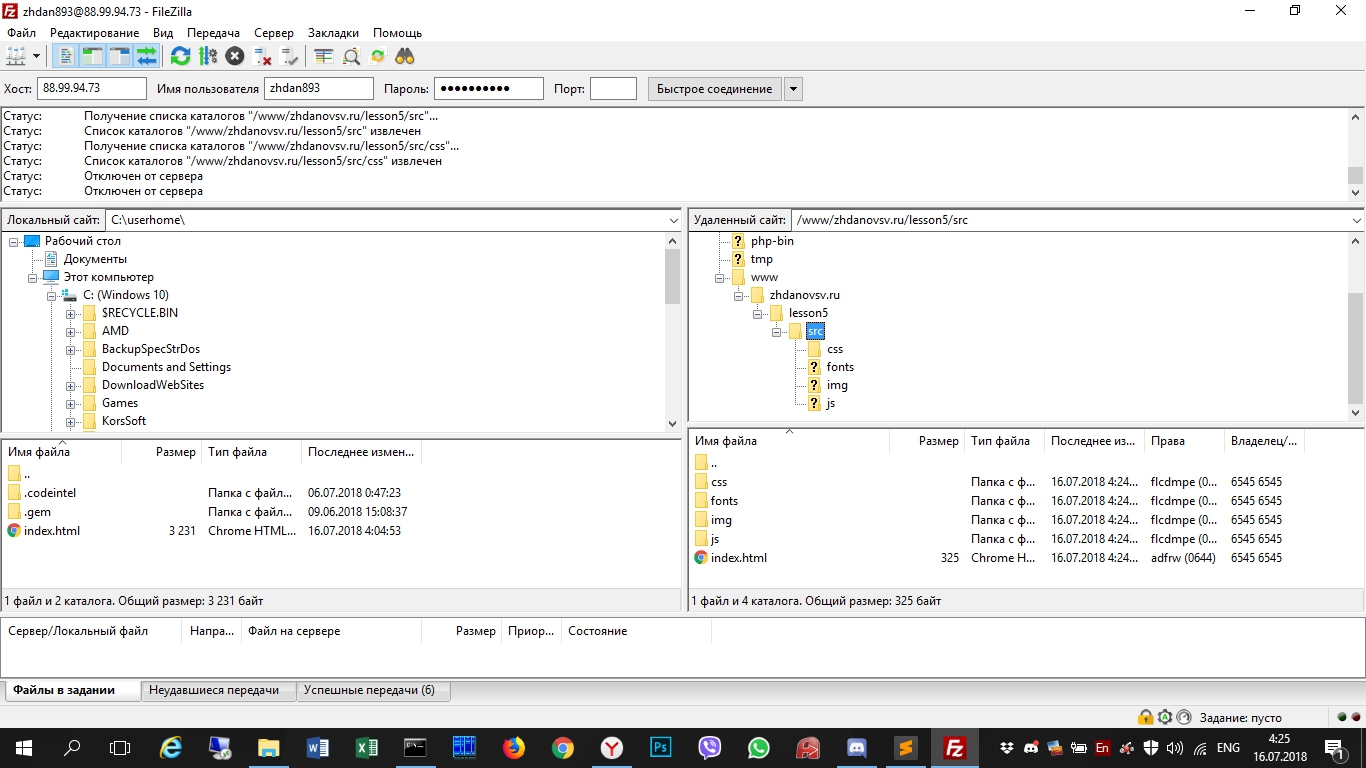 zhdan893@88.99.94.73 - FileZilla
Файл Редактирование Вид Передача Сервер Закладки Помощь
Хост: 88.99.94.73 Имя пользователя zhdan893 Пароль: ●●●●●●●●●● Порт: Быстрое соединение
Статус: Получение списка каталогов "/www/zhdanovsv.ru/lesson5/src"...
Статус: Список каталогов "/www/zhdanovsv.ru/lesson5/src" извлечен
Статус: Получение списка каталогов "/www/zhdanovsv.ru/lesson5/src/css"...
Статус: Список каталогов "/www/zhdanovsv.ru/lesson5/src/css" извлечен
Статус: Отключен от сервера
Статус: Отключен от сервера
Локальный сайт: C:\userhome\
Рабочий стол
Документы
Этот компьютер
C: (Windows 10)
$RECYCLE.BIN
AMD
BackupSpecStrDos
Documents and Settings
DownloadWebSites
Games
KorsSoft
Имя файла Размер Тип файла Последнее измен...
..
.codeintel Папка с файл... 06.07.2018 0:47:23
.gem Папка с файл... 09.06.2018 15:08:37
index.html 3 231 Chrome HTML... 16.07.2018 4:04:53
1 файл и 2 каталога. Общий размер: 3 231 байт
Удаленный сайт: /www/zhdanovsv.ru/lesson5/src
php-bin
tmp
www
zhdanovsv.ru
lesson5
src
css
fonts
img
js
Имя файла Размер Тип файла Последнее из... Права Владелец/...
..
css Папка с ф... 16.07.2018 4:24... flcdmpe (0... 6545 6545
fonts Папка с ф... 16.07.2018 4:24... flcdmpe (0... 6545 6545
img Папка с ф... 16.07.2018 4:24... flcdmpe (0... 6545 6545
js Папка с ф... 16.07.2018 4:24... flcdmpe (0... 6545 6545
index.html 325 Chrome H... 16.07.2018 4:24... adfrw (0644) 6545 6545
1 файл и 4 каталога. Общий размер: 325 байт
Сервер/Локальный файл Напра... Файл на сервере Размер Приор... Состояние
Файлы в задании Неудавшиеся передачи Успешные передачи (6)
Задание: пусто
ENG 4:25
16.07.2018